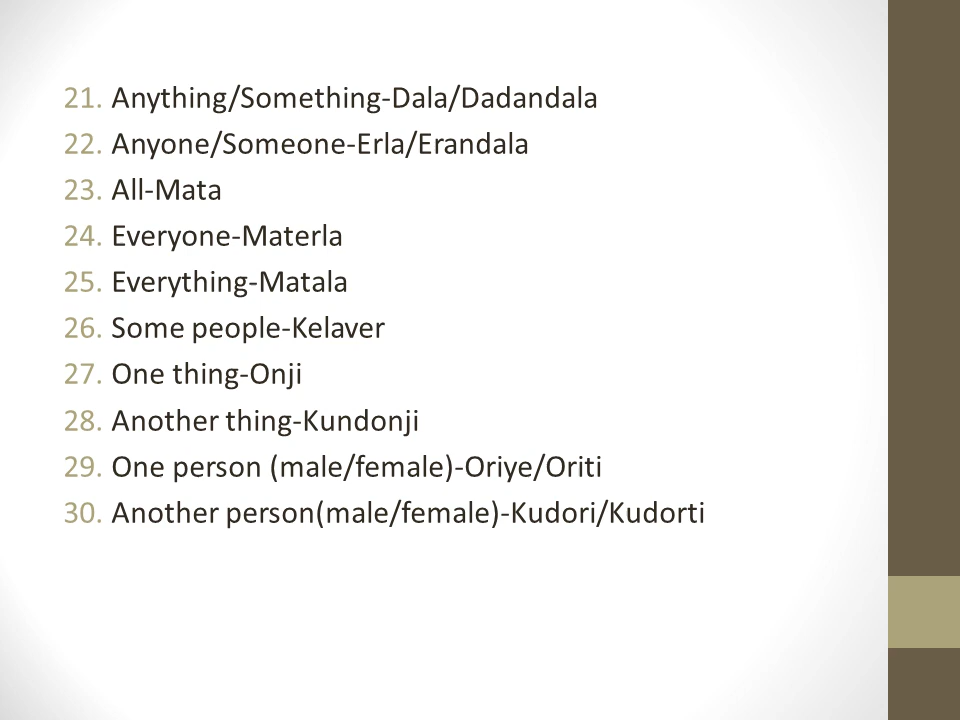 21. Anything/Something-Dala/Dadandala
22. Anyone/Someone-Erla/Erandala
23. All-Mata
24. Everyone-Materla
25. Everything-Matala
26. Some people-Kelaver
27. One thing-Onji
28. Another thing-Kundonji
29. One person (male/female)-Oriye/Oriti
30. Another person(male/female)-Kudori/Kudorti